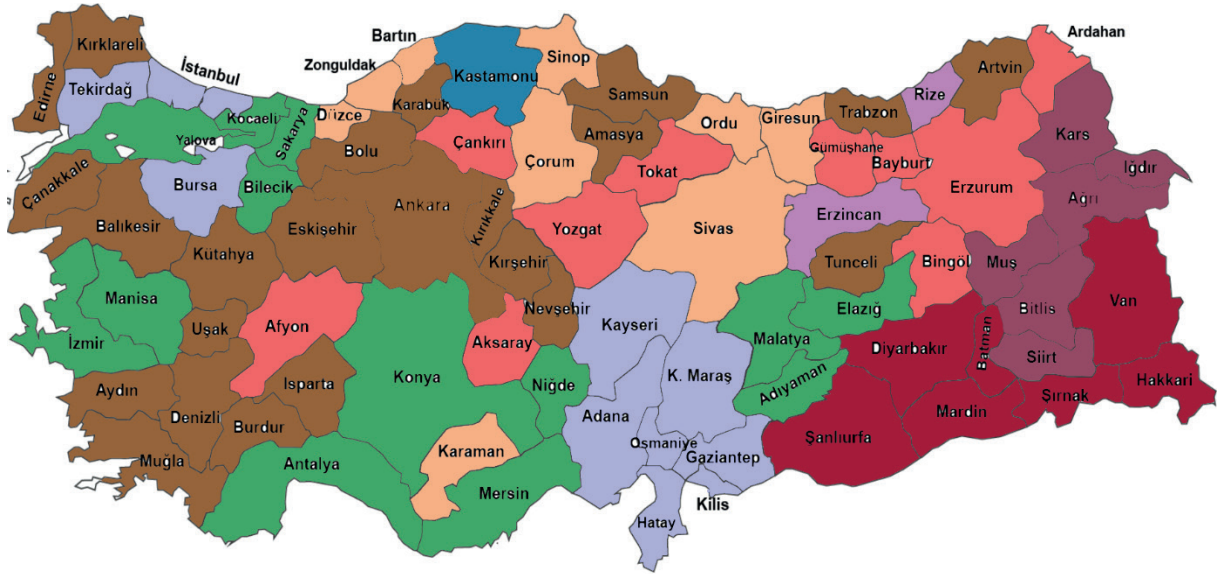 Ardahan
Bartın
Kırklareli
Sinop
Zonguldak
İstanbul
Kastamonu
Artvin
Edirne
Tekirdağ
Rize
Samsun
Karabuk
Trabzon
Kars
Kocaeli
Düzce
Ordu
Giresun
Yalova
Sakarya
Çankırı
Amasya
Gumuşhane
Bolu
Çorum
Bayburt
Iğdır
Çanakkale
Bursa
Bilecik
Tokat
Erzurum
Ağrı
Ankara
Kırıkkale
Erzincan
Balıkesir
Eskişehir
Yozgat
Sivas
Kütahya
Tunceli
Bingöl
Muş
Kırşehir
Manisa
Van
Nevşehir
Elazığ
Bitlis
Uşak
Afyon
Kayseri
İzmir
Aksaray
Malatya
Diyarbakır
Batman
Siirt
K. Maraş
Adıyaman
Hakkari
Aydın
Isparta
Konya
Niğde
Şırnak
Denizli
Adana
Mardin
Burdur
Karaman
Osmaniye
Şanlıurfa
Muğla
Antalya
Gaziantep
Mersin
Kilis
Hatay